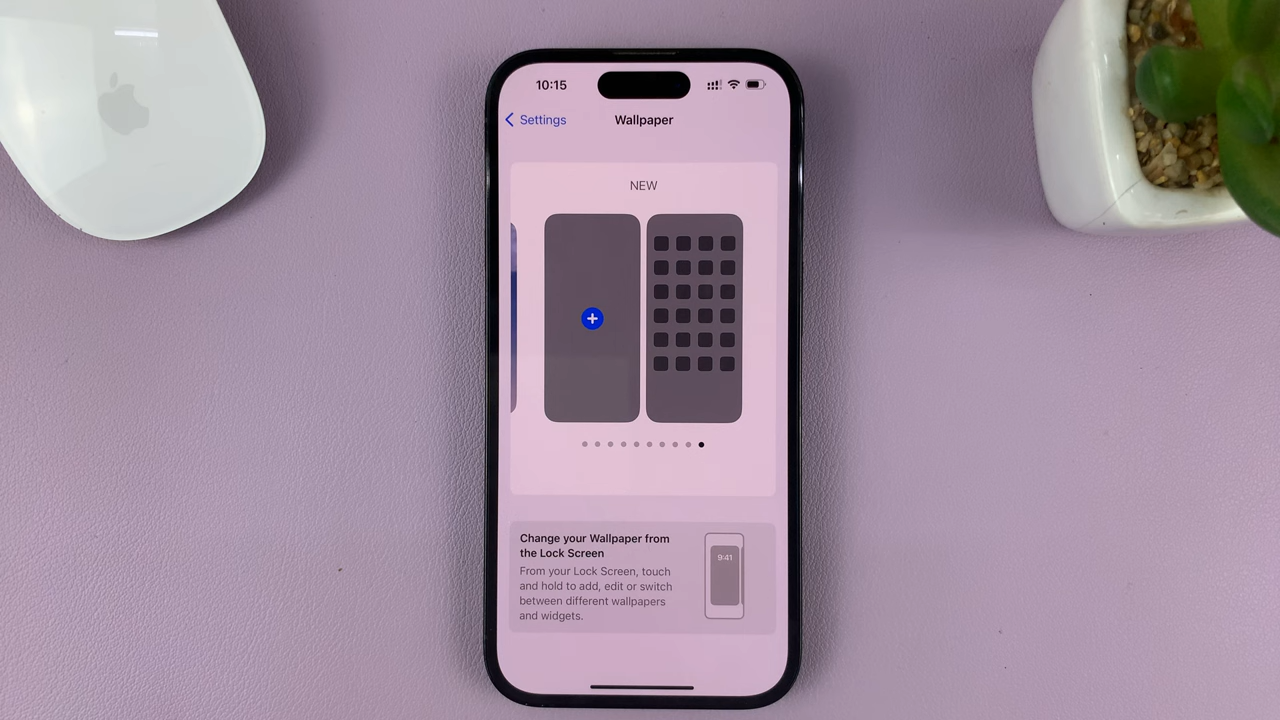 10:15
Settings
Wallpaper
NEW
Change your Wallpaper from
the Lock Screen
9:41
From your Lock Screen, touch
and hold to add, edit or switch
between different wallpapers
and widgets.